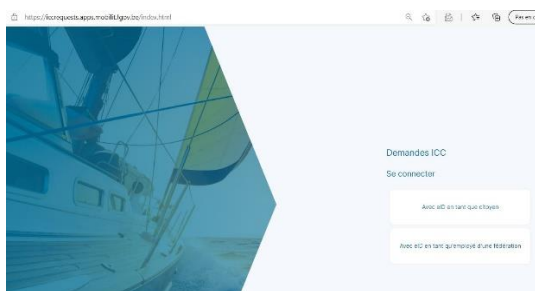 https://iccrequests.apps.mobilit.fgov.be/index.html
Demandes ICC
Se connecter
Avec eID en tant que citoyen
Avec eID en tant qu'employé d'une fédération